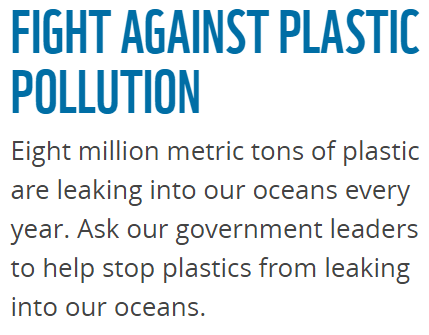 FIGHT AGAINST PLASTIC
POLLUTION
Eight million metric tons of plastic
are leaking into our oceans every
year. Ask our government leaders
to help stop plastics from leaking
into our oceans.